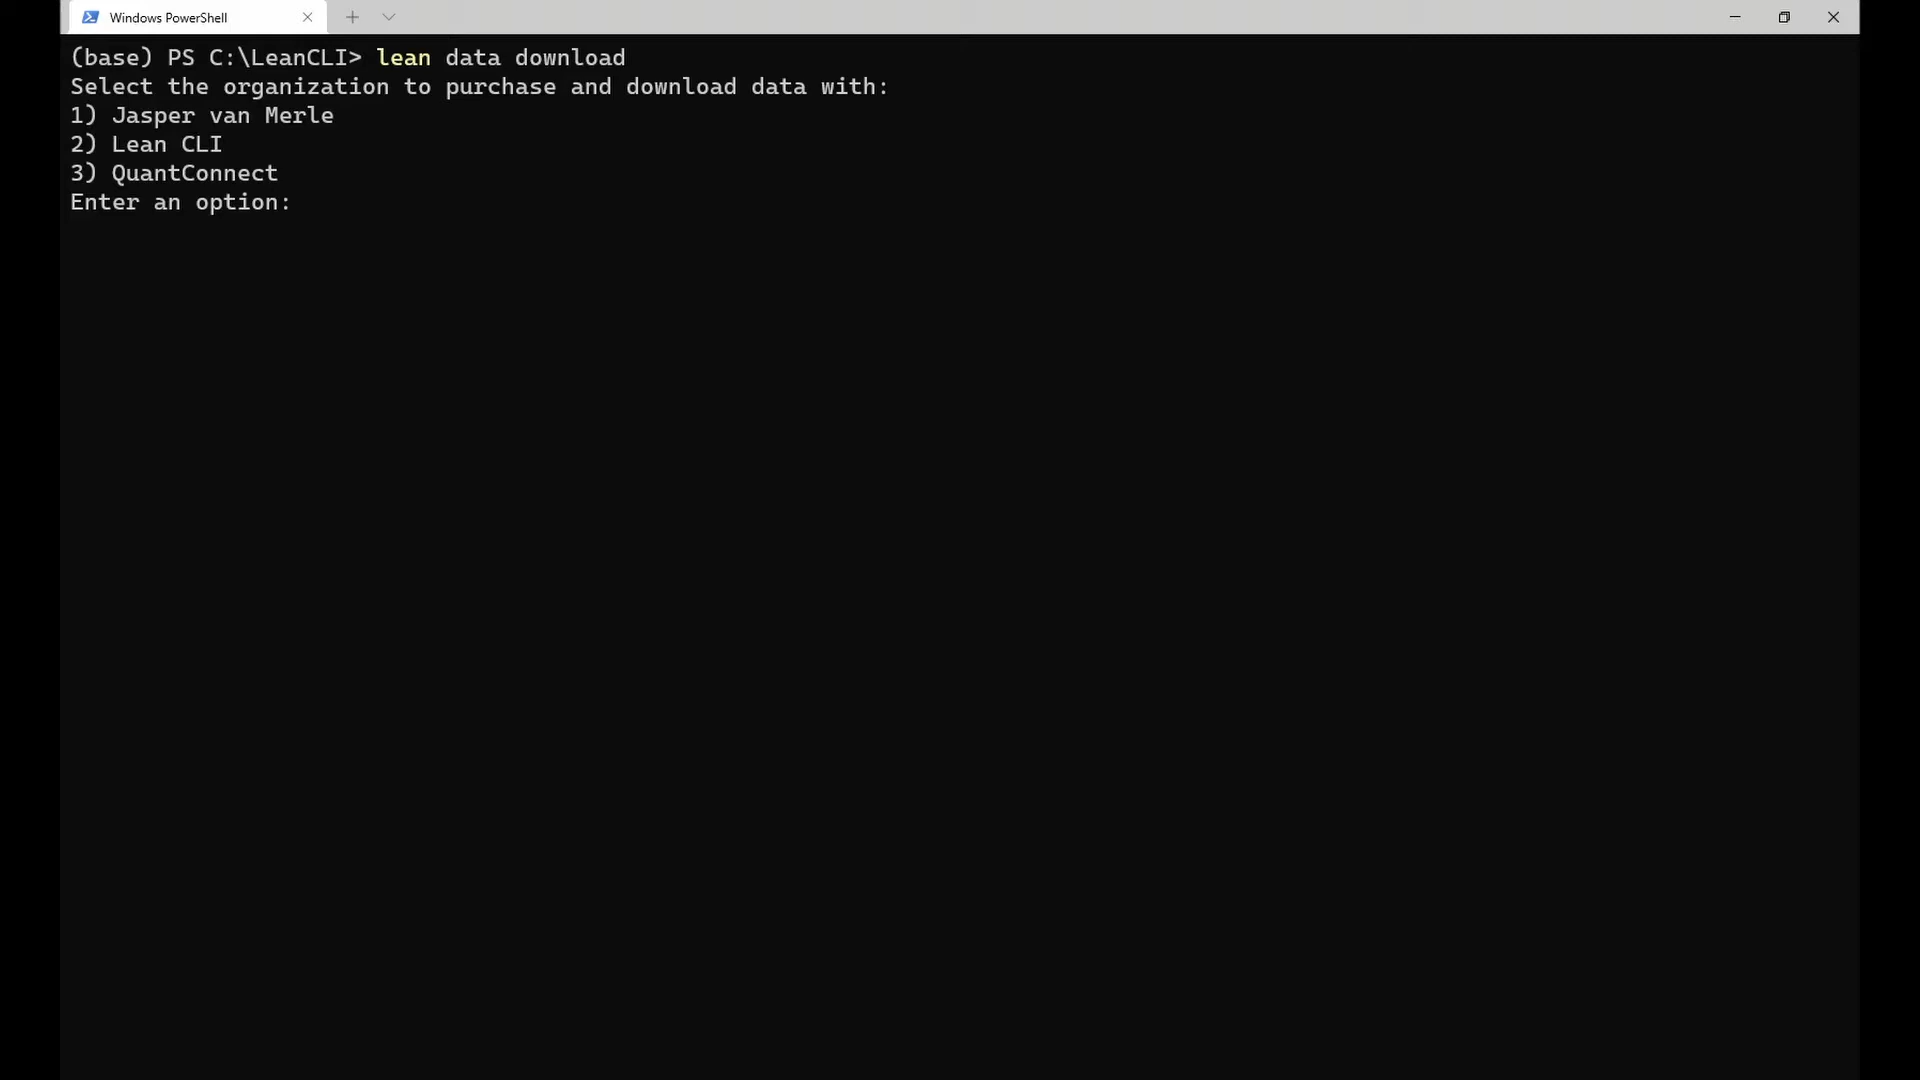 Windows PowerShell
(base) PS C:\LeanCLI> lean data download
Select the organization to purchase and download data with:
1) Jasper van Merle
2) Lean CLI
3) QuantConnect
Enter an option: